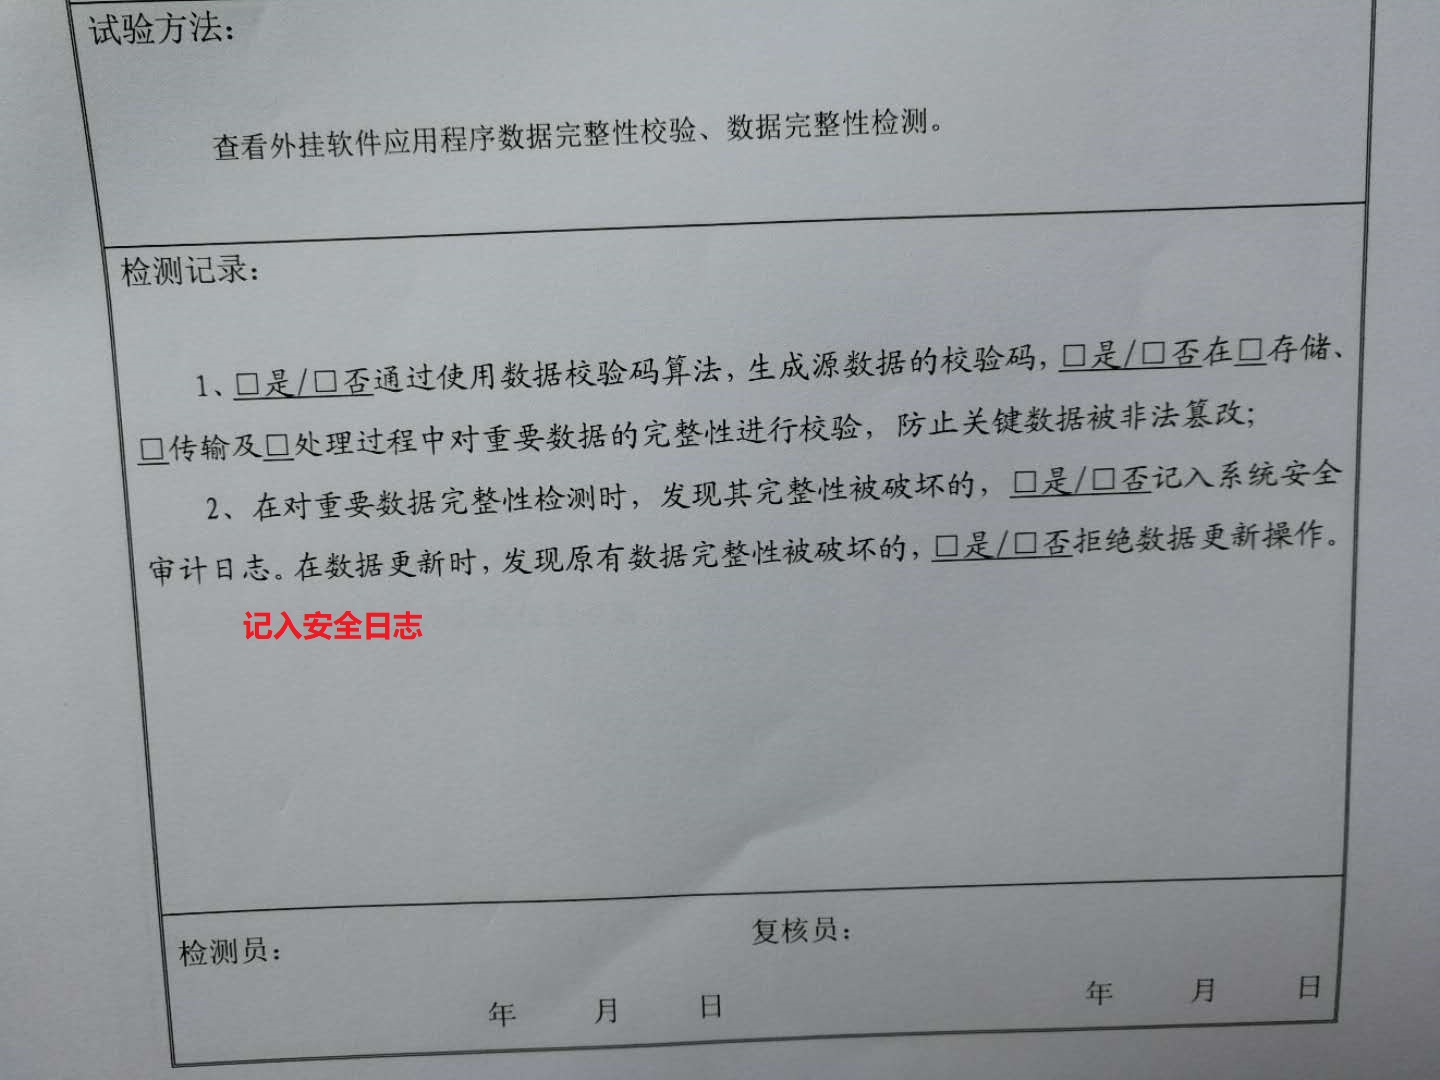 试验方法：
查看外挂软件应用程序数据完整性校验、数据完整性检测。
检测记录：
1、□是/□否通过使用数据校验码算法，生成源数据的校验码，□是/□否在□存储、
□传输及□处理过程中对重要数据的完整性进行校验，防止关键数据被非法篡改；
2、在对重要数据完整性检测时，发现其完整性被破坏的，□是/□否记入系统安全
审计日志。在数据更新时，发现原有数据完整性被破坏的，□是/□否拒绝数据更新操作。
记入安全日志
检测员： 复核员：
年 月 日 年 月 日